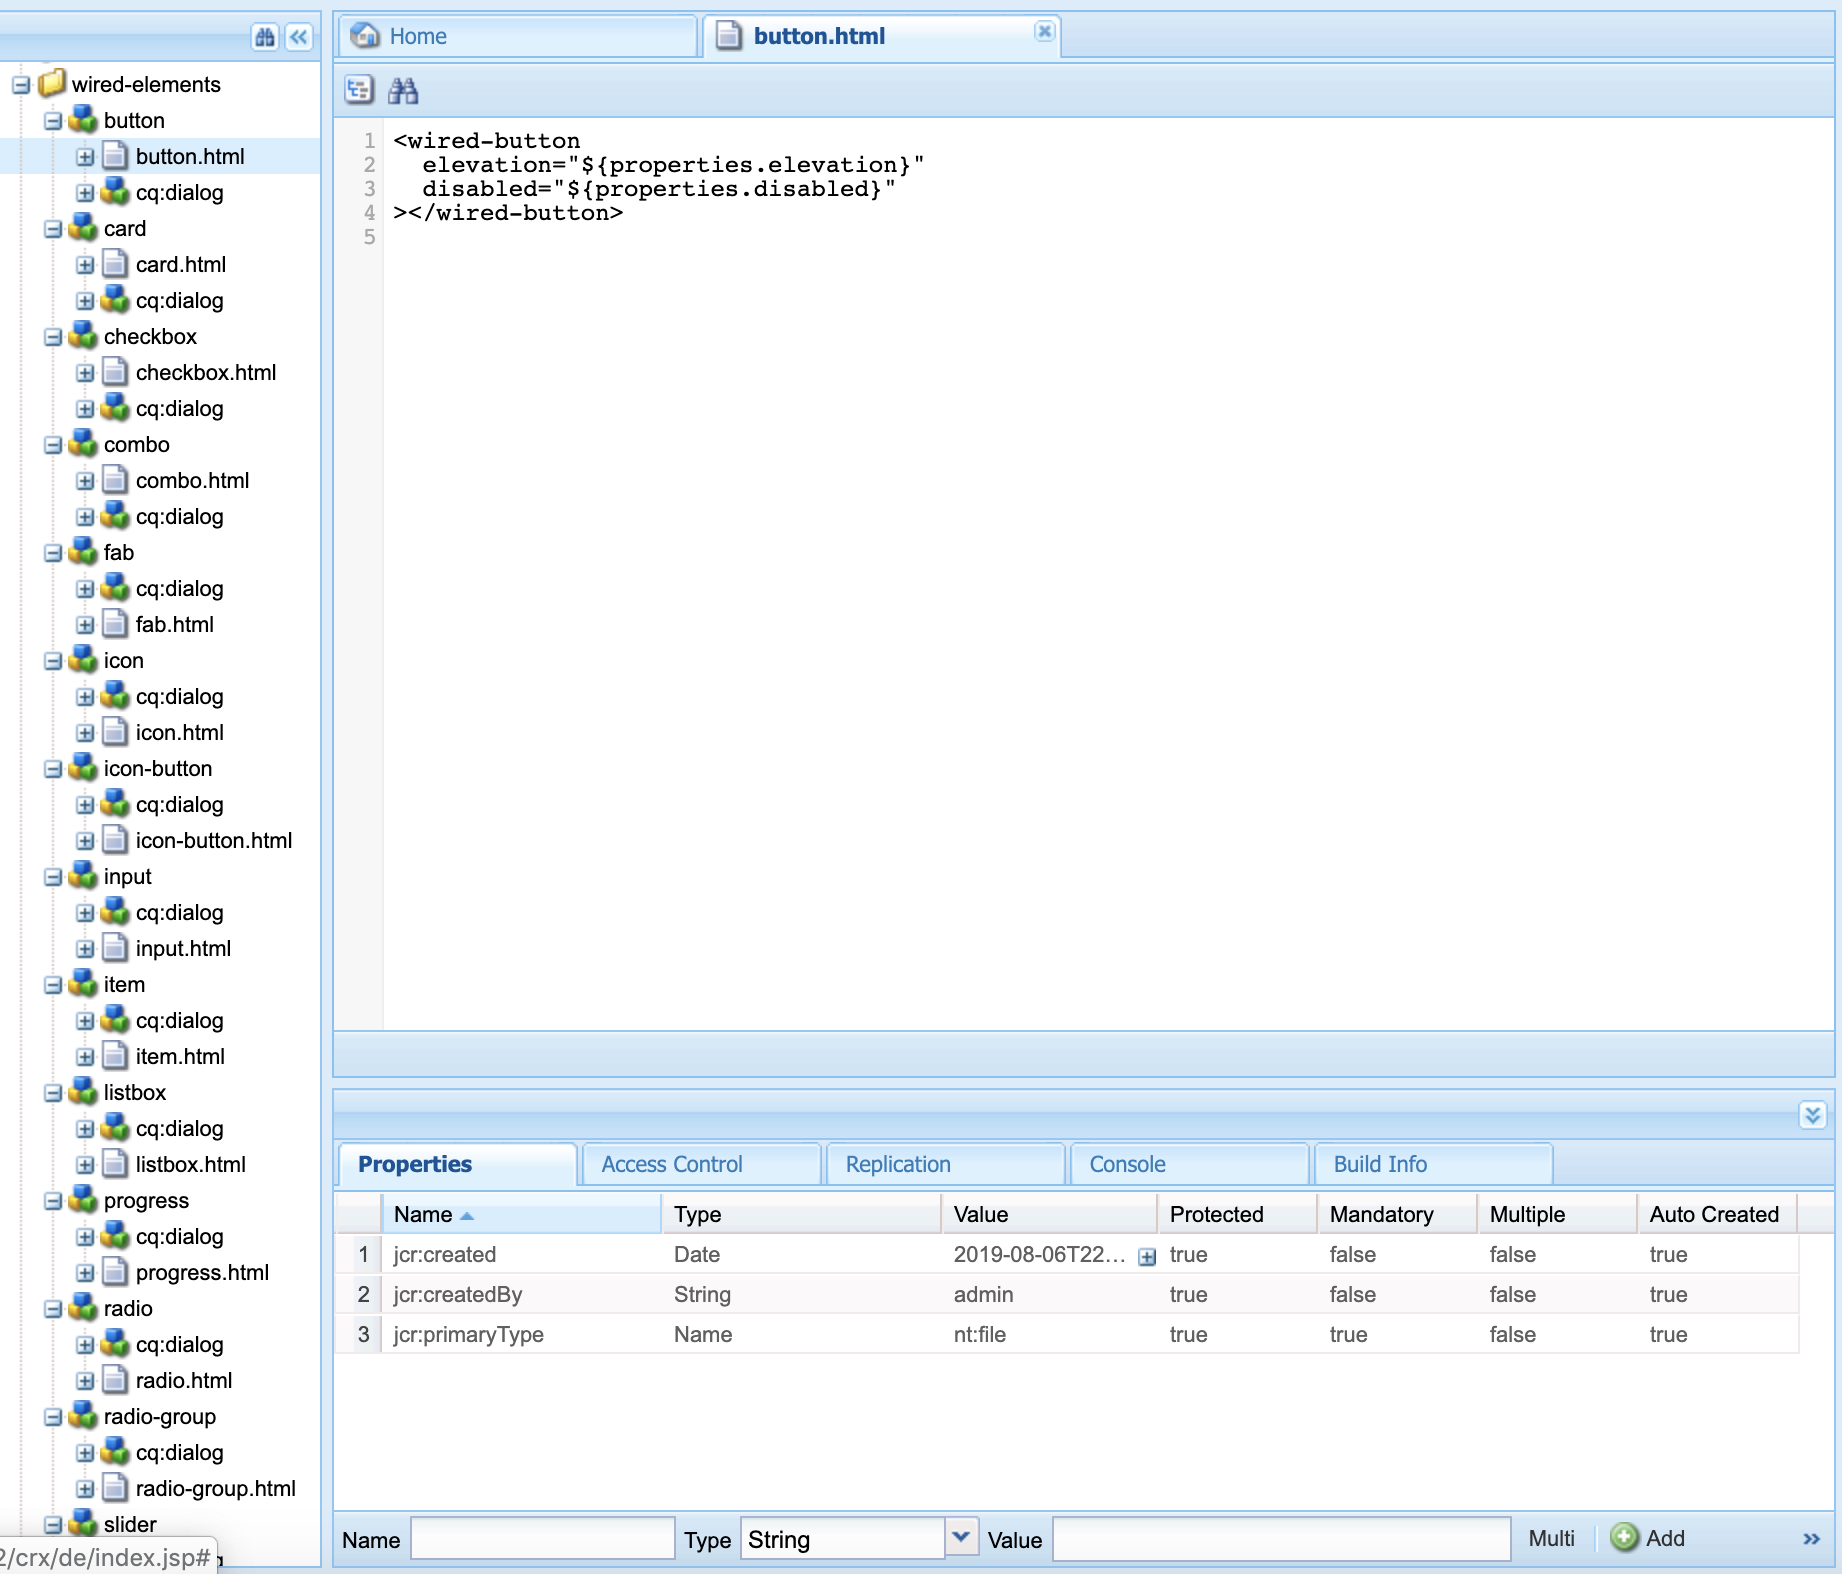 wired-elements
button
button.html
cq:dialog
card
card.html
cq:dialog
checkbox
checkbox.html
cq:dialog
combo
combo.html
cq:dialog
fab
cq:dialog
fab.html
icon
cq:dialog
icon.html
icon-button
cq:dialog
icon-button.html
input
cq:dialog
input.html
item
cq:dialog
item.html
listbox
cq:dialog
listbox.html
progress
cq:dialog
progress.html
radio
cq:dialog
radio.html
radio-group
cq:dialog
radio-group.html
slider
2/crx/de/index.jsp#
Home button.html
1 <wired-button
2 elevation="${properties.elevation}"
3 disabled="${properties.disabled}"
4 ></wired-button>
5
Properties Access Control Replication Console Build Info
Name Type Value Protected Mandatory Multiple Auto Created
1 jcr:created Date 2019-08-06T22... true false false true
2 jcr:createdBy String admin true false false true
3 jcr:primaryType Name nt:file true true false true
Name Type String Value Multi Add